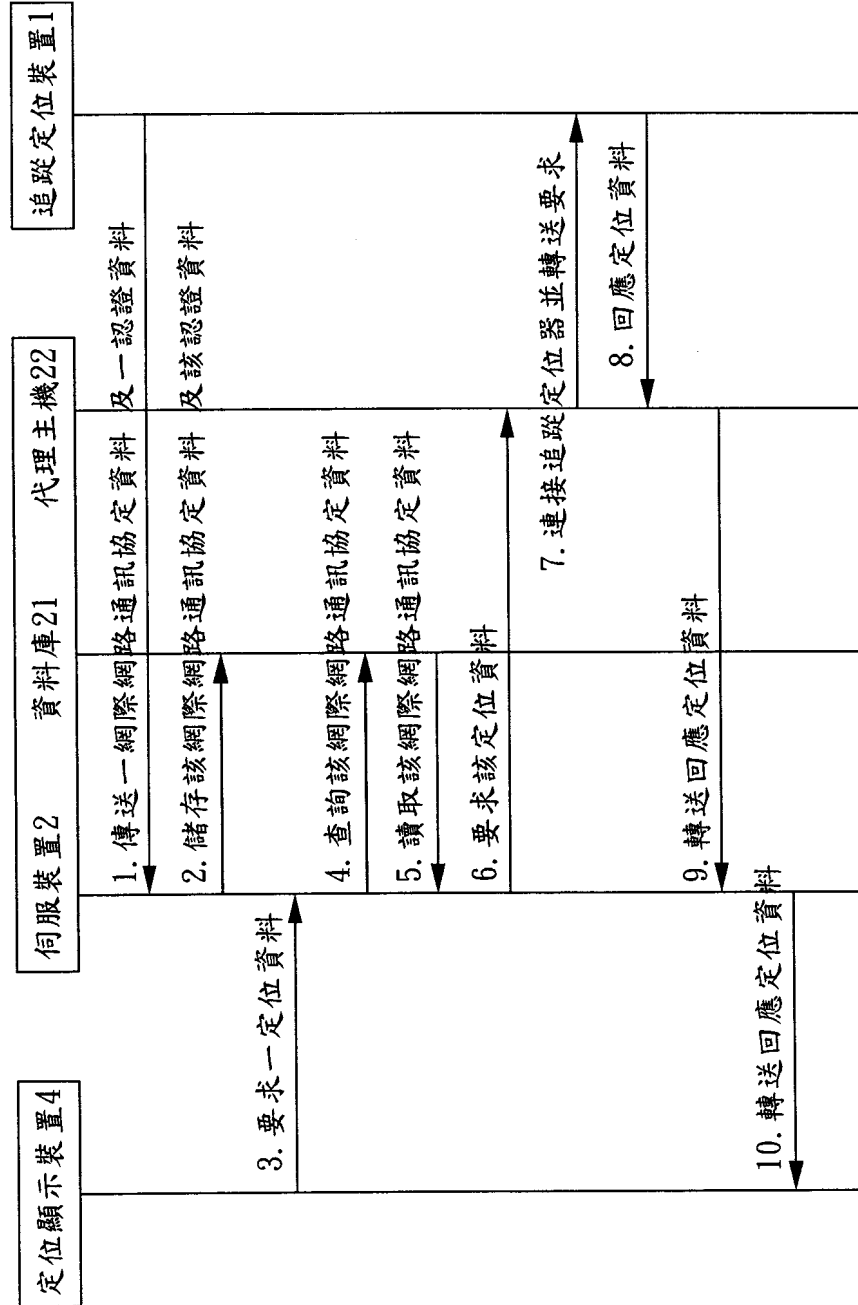 定位顯示裝置4
伺服裝置2 資料庫21 代理主機22
追蹤定位裝置1
1.傳送一網際網路通訊協定資料 及一認證資料
2.儲存該網際網路通訊協定資料 及該認證資料
3.要求一定位資料
4.查詢該網際網路通訊協定資料
5.讀取該網際網路通訊協定資料
6.要求該定位資料
7.連接追蹤定位器並轉送要求
8.回應定位資料
9.轉送回應定位資料
10.轉送回應定位資料